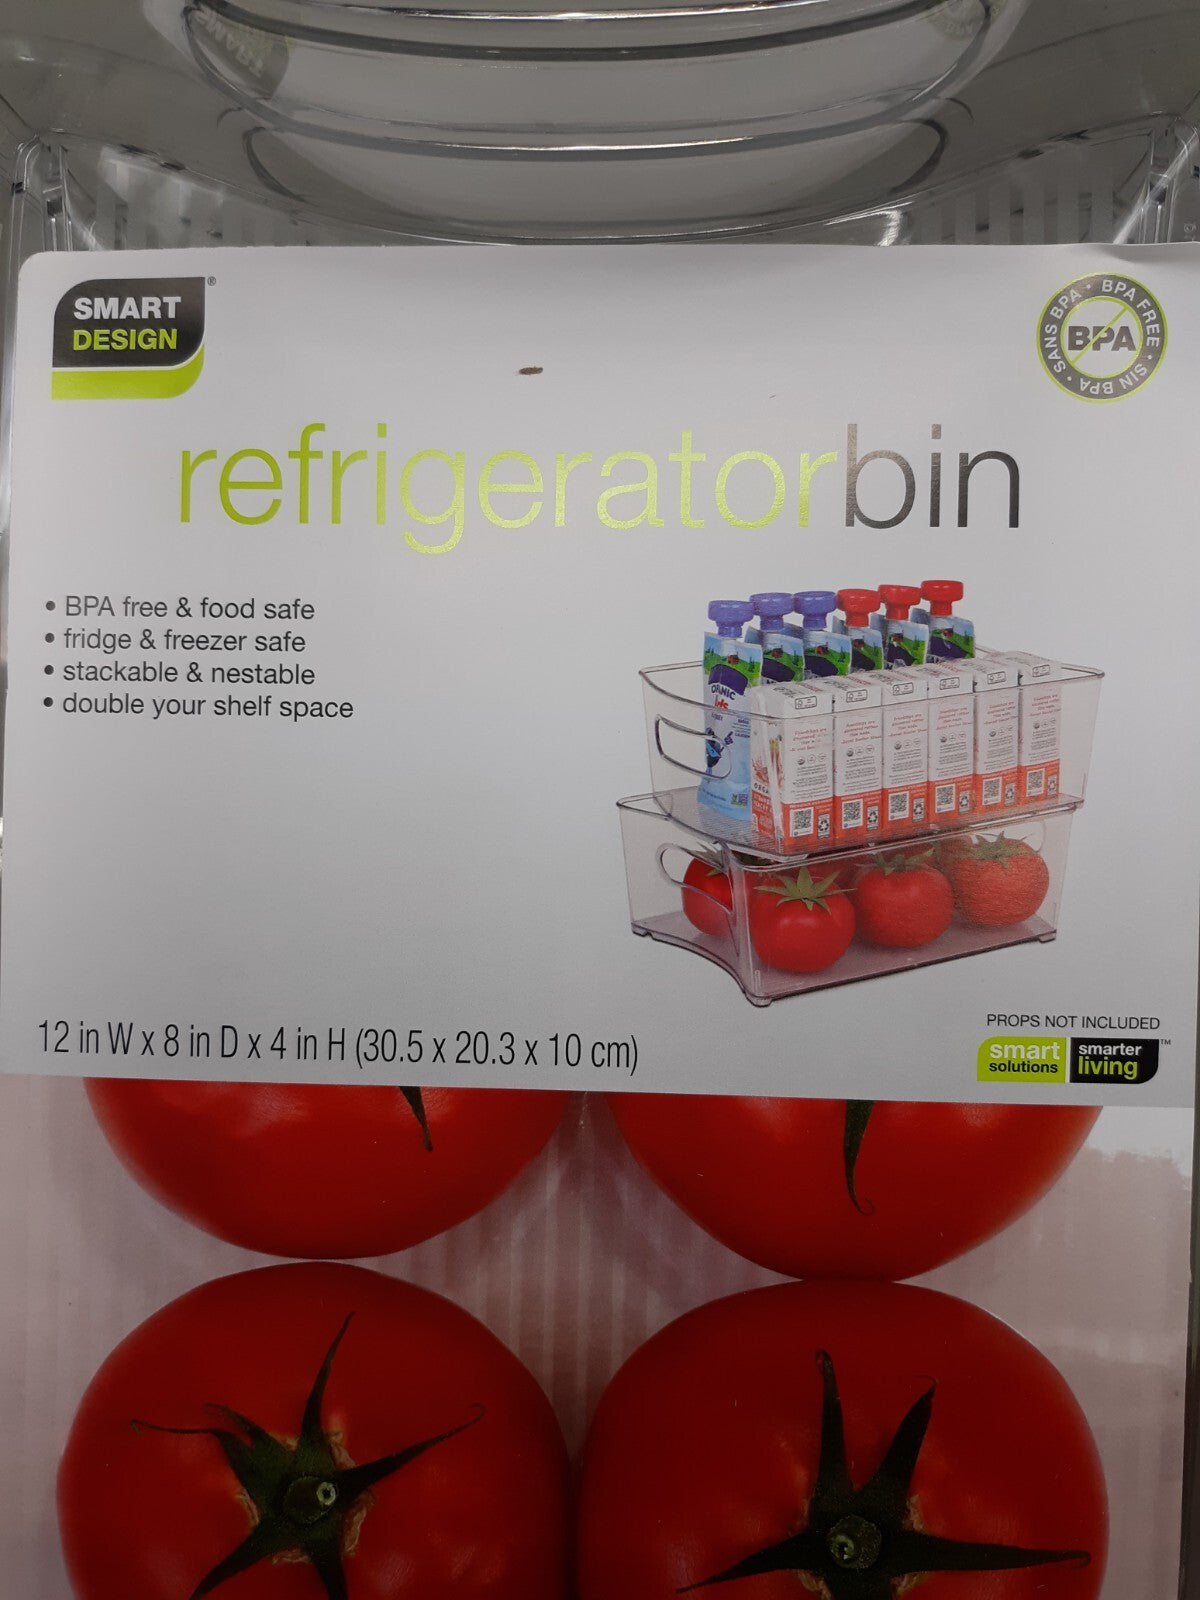 SMART
DESIGN
®
SANS BPA • BPA FREE • SIN BPA •
BPA
refrigeratorbin
• BPA free & food safe
• fridge & freezer safe
• stackable & nestable
• double your shelf space
12 in W x 8 in D x 4 in H (30.5 x 20.3 x 10 cm)
PROPS NOT INCLUDED
smart
solutions
smarter
living
™